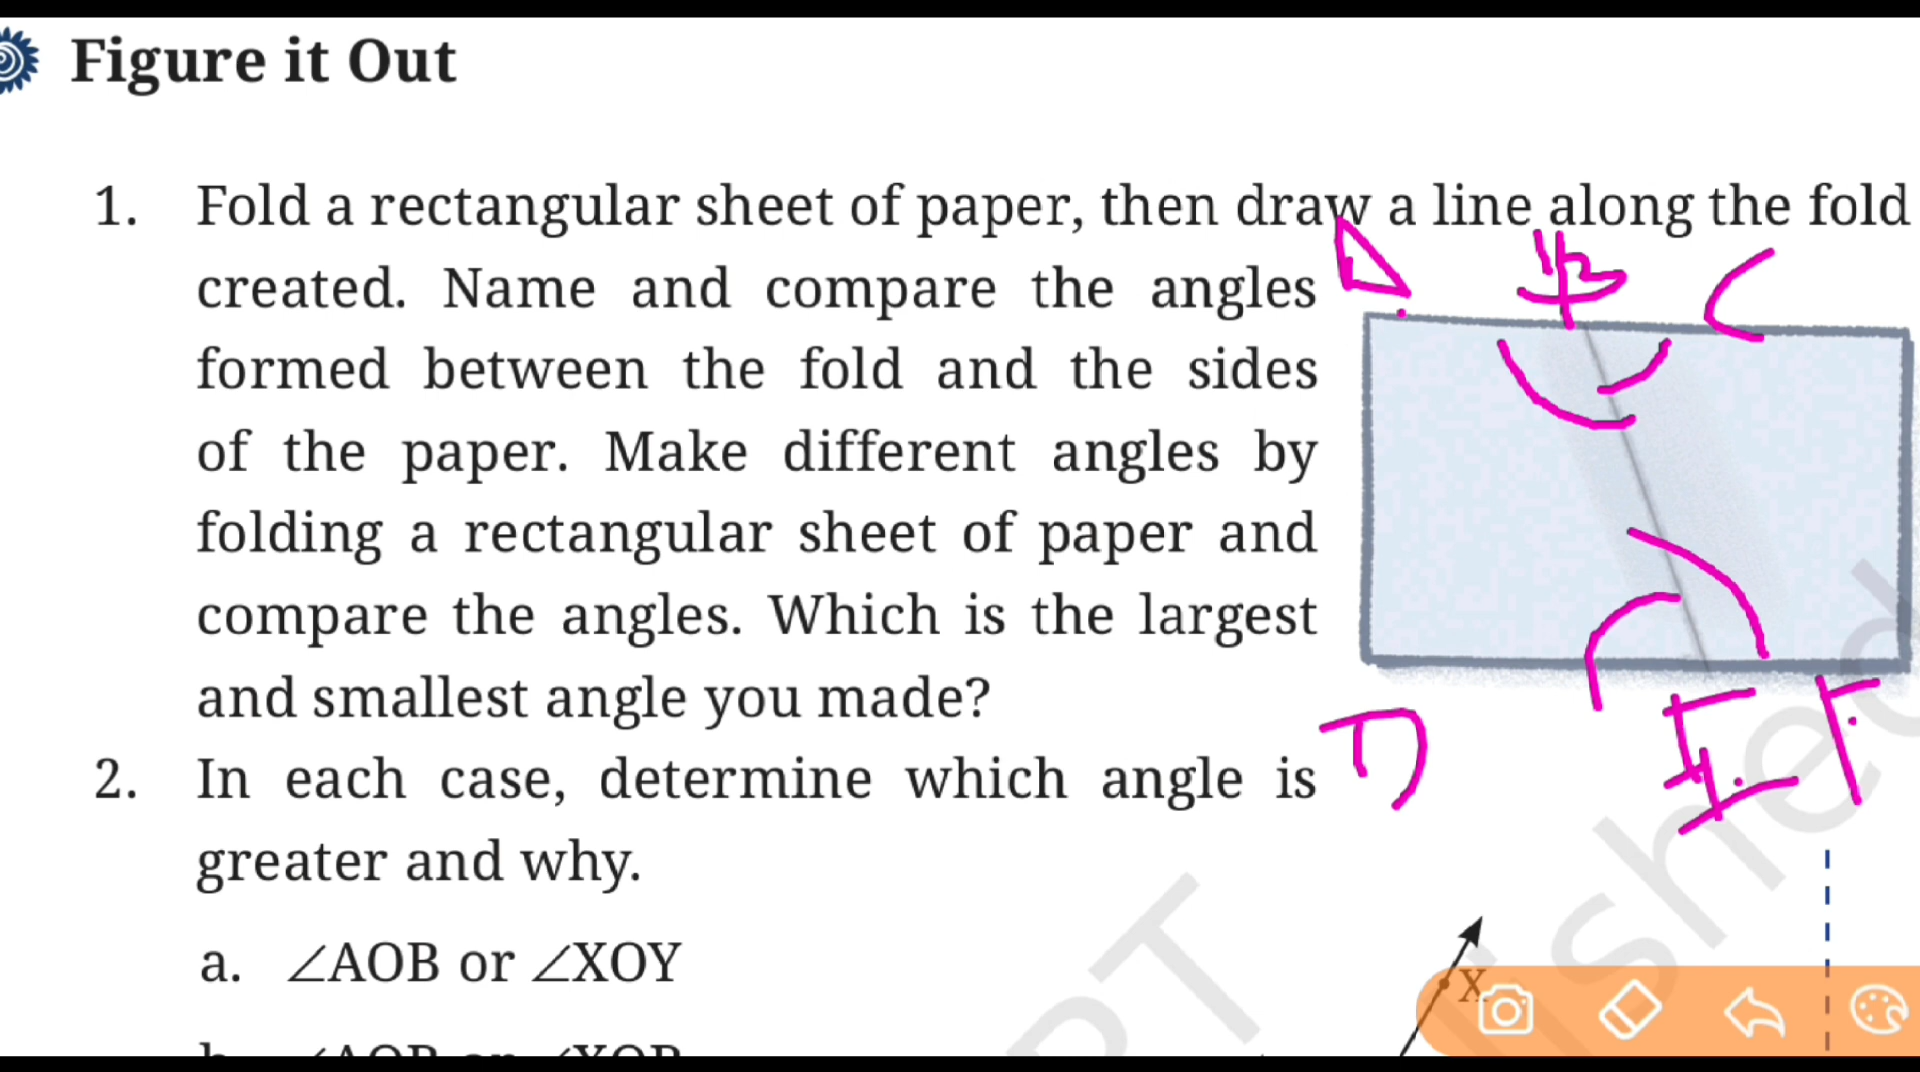 Figure it Out
1. Fold a rectangular sheet of paper, then draw a line along the fold
created. Name and compare the angles
formed between the fold and the sides
of the paper. Make different angles by
folding a rectangular sheet of paper and
compare the angles. Which is the largest
and smallest angle you made?
B C
2. In each case, determine which angle is
greater and why.
E F
a. ∠AOB or ∠XOY
X